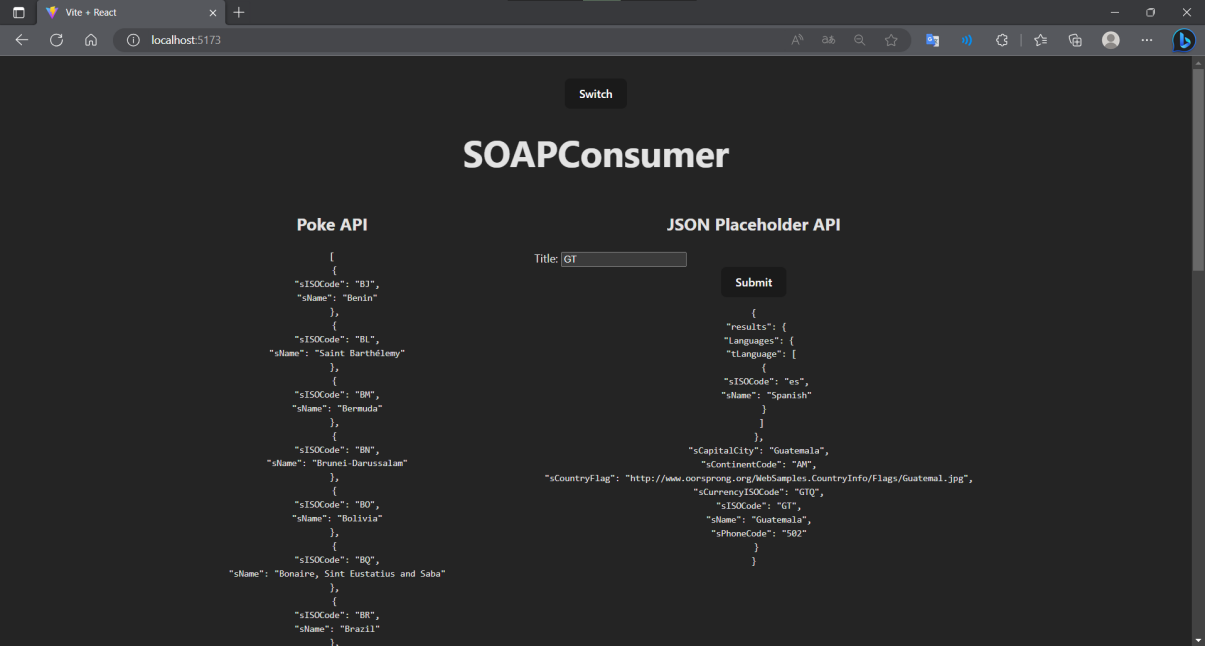 Vite + React
localhost:5173
Switch
SOAPConsumer
Poke API
[
{
"sISOCode": "BJ",
"sName": "Benin"
},
{
"sISOCode": "BL",
"sName": "Saint Barthélemy"
},
{
"sISOCode": "BM",
"sName": "Bermuda"
},
{
"sISOCode": "BN",
"sName": "Brunei-Darussalam"
},
{
"sISOCode": "BO",
"sName": "Bolivia"
},
{
"sISOCode": "BQ",
"sName": "Bonaire, Sint Eustatius and Saba"
},
{
"sISOCode": "BR",
"sName": "Brazil"
},
JSON Placeholder API
Title: GT
Submit
{
"results": {
"Languages": {
"tLanguage": [
{
"sISOCode": "es",
"sName": "Spanish"
}
]
},
"sCapitalCity": "Guatemala",
"sContinentCode": "AM",
"sCountryFlag": "http://www.oorsprong.org/WebSamples.CountryInfo/Flags/Guatemal.jpg",
"sCurrencyISOCode": "GTQ",
"sISOCode": "GT",
"sName": "Guatemala",
"sPhoneCode": "502"
}
}